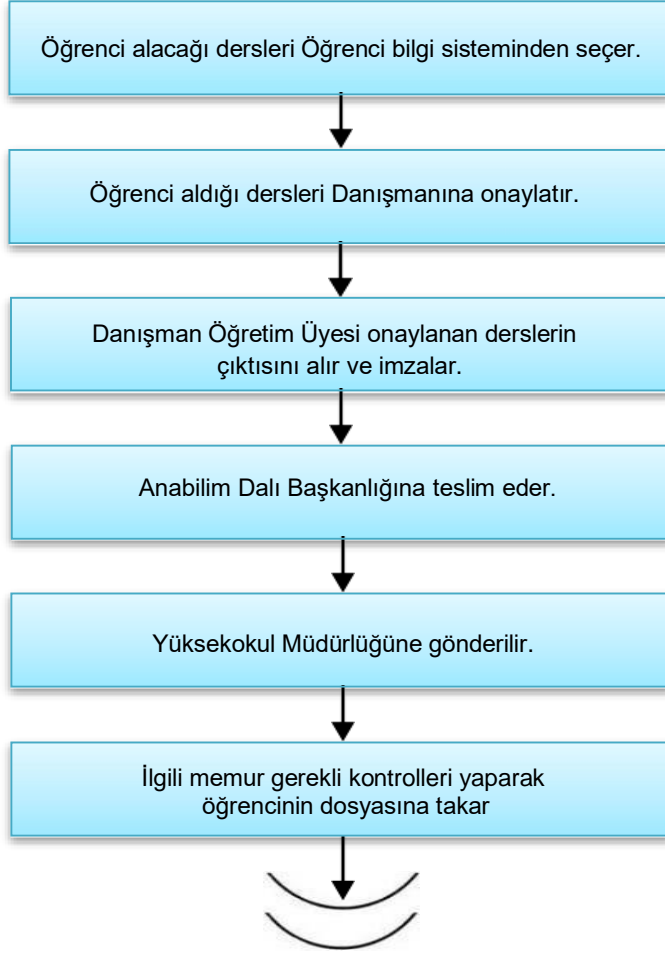 Öğrenci alacağı dersleri Öğrenci bilgi sisteminden seçer.
Öğrenci aldığı dersleri Danışmanına onaylatır.
Danışman Öğretim Üyesi onaylanan derslerin
çıktısını alır ve imzalar.
Anabilim Dalı Başkanlığına teslim eder.
Yüksekokul Müdürlüğüne gönderilir.
İlgili memur gerekli kontrolleri yaparak
öğrencinin dosyasına takar